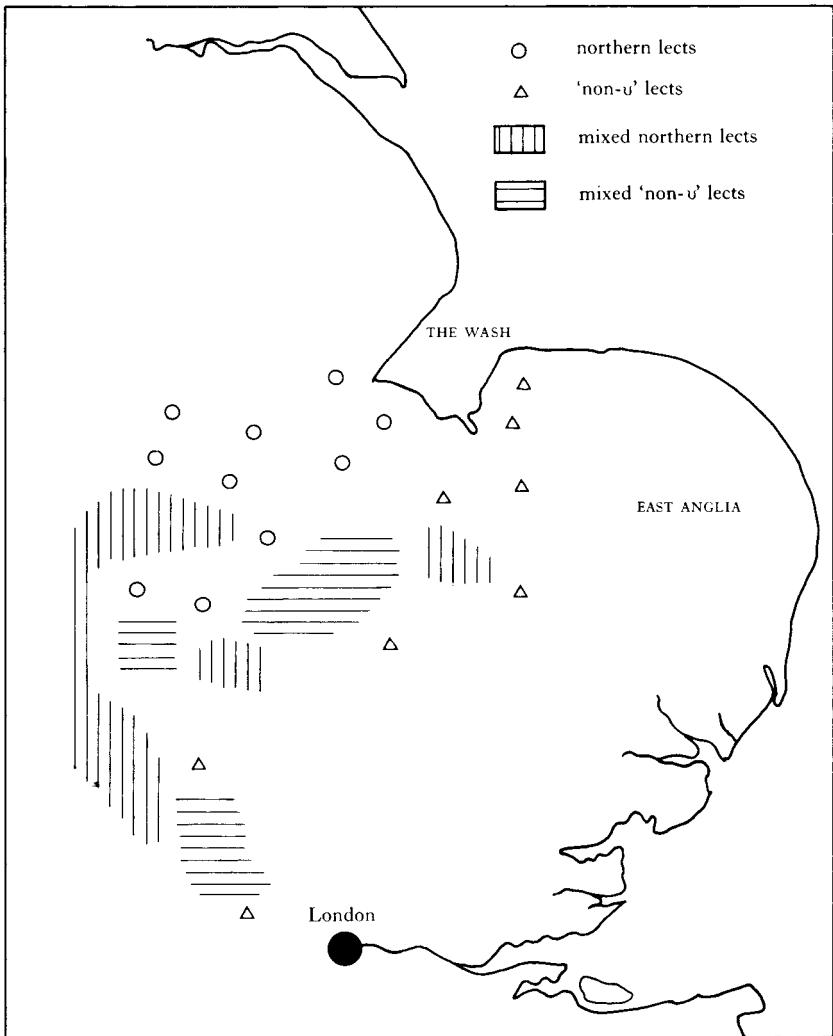 northern lects
'non-ʊ' lects
mixed northern lects
mixed 'non-ʊ' lects
THE WASH
EAST ANGLIA
London